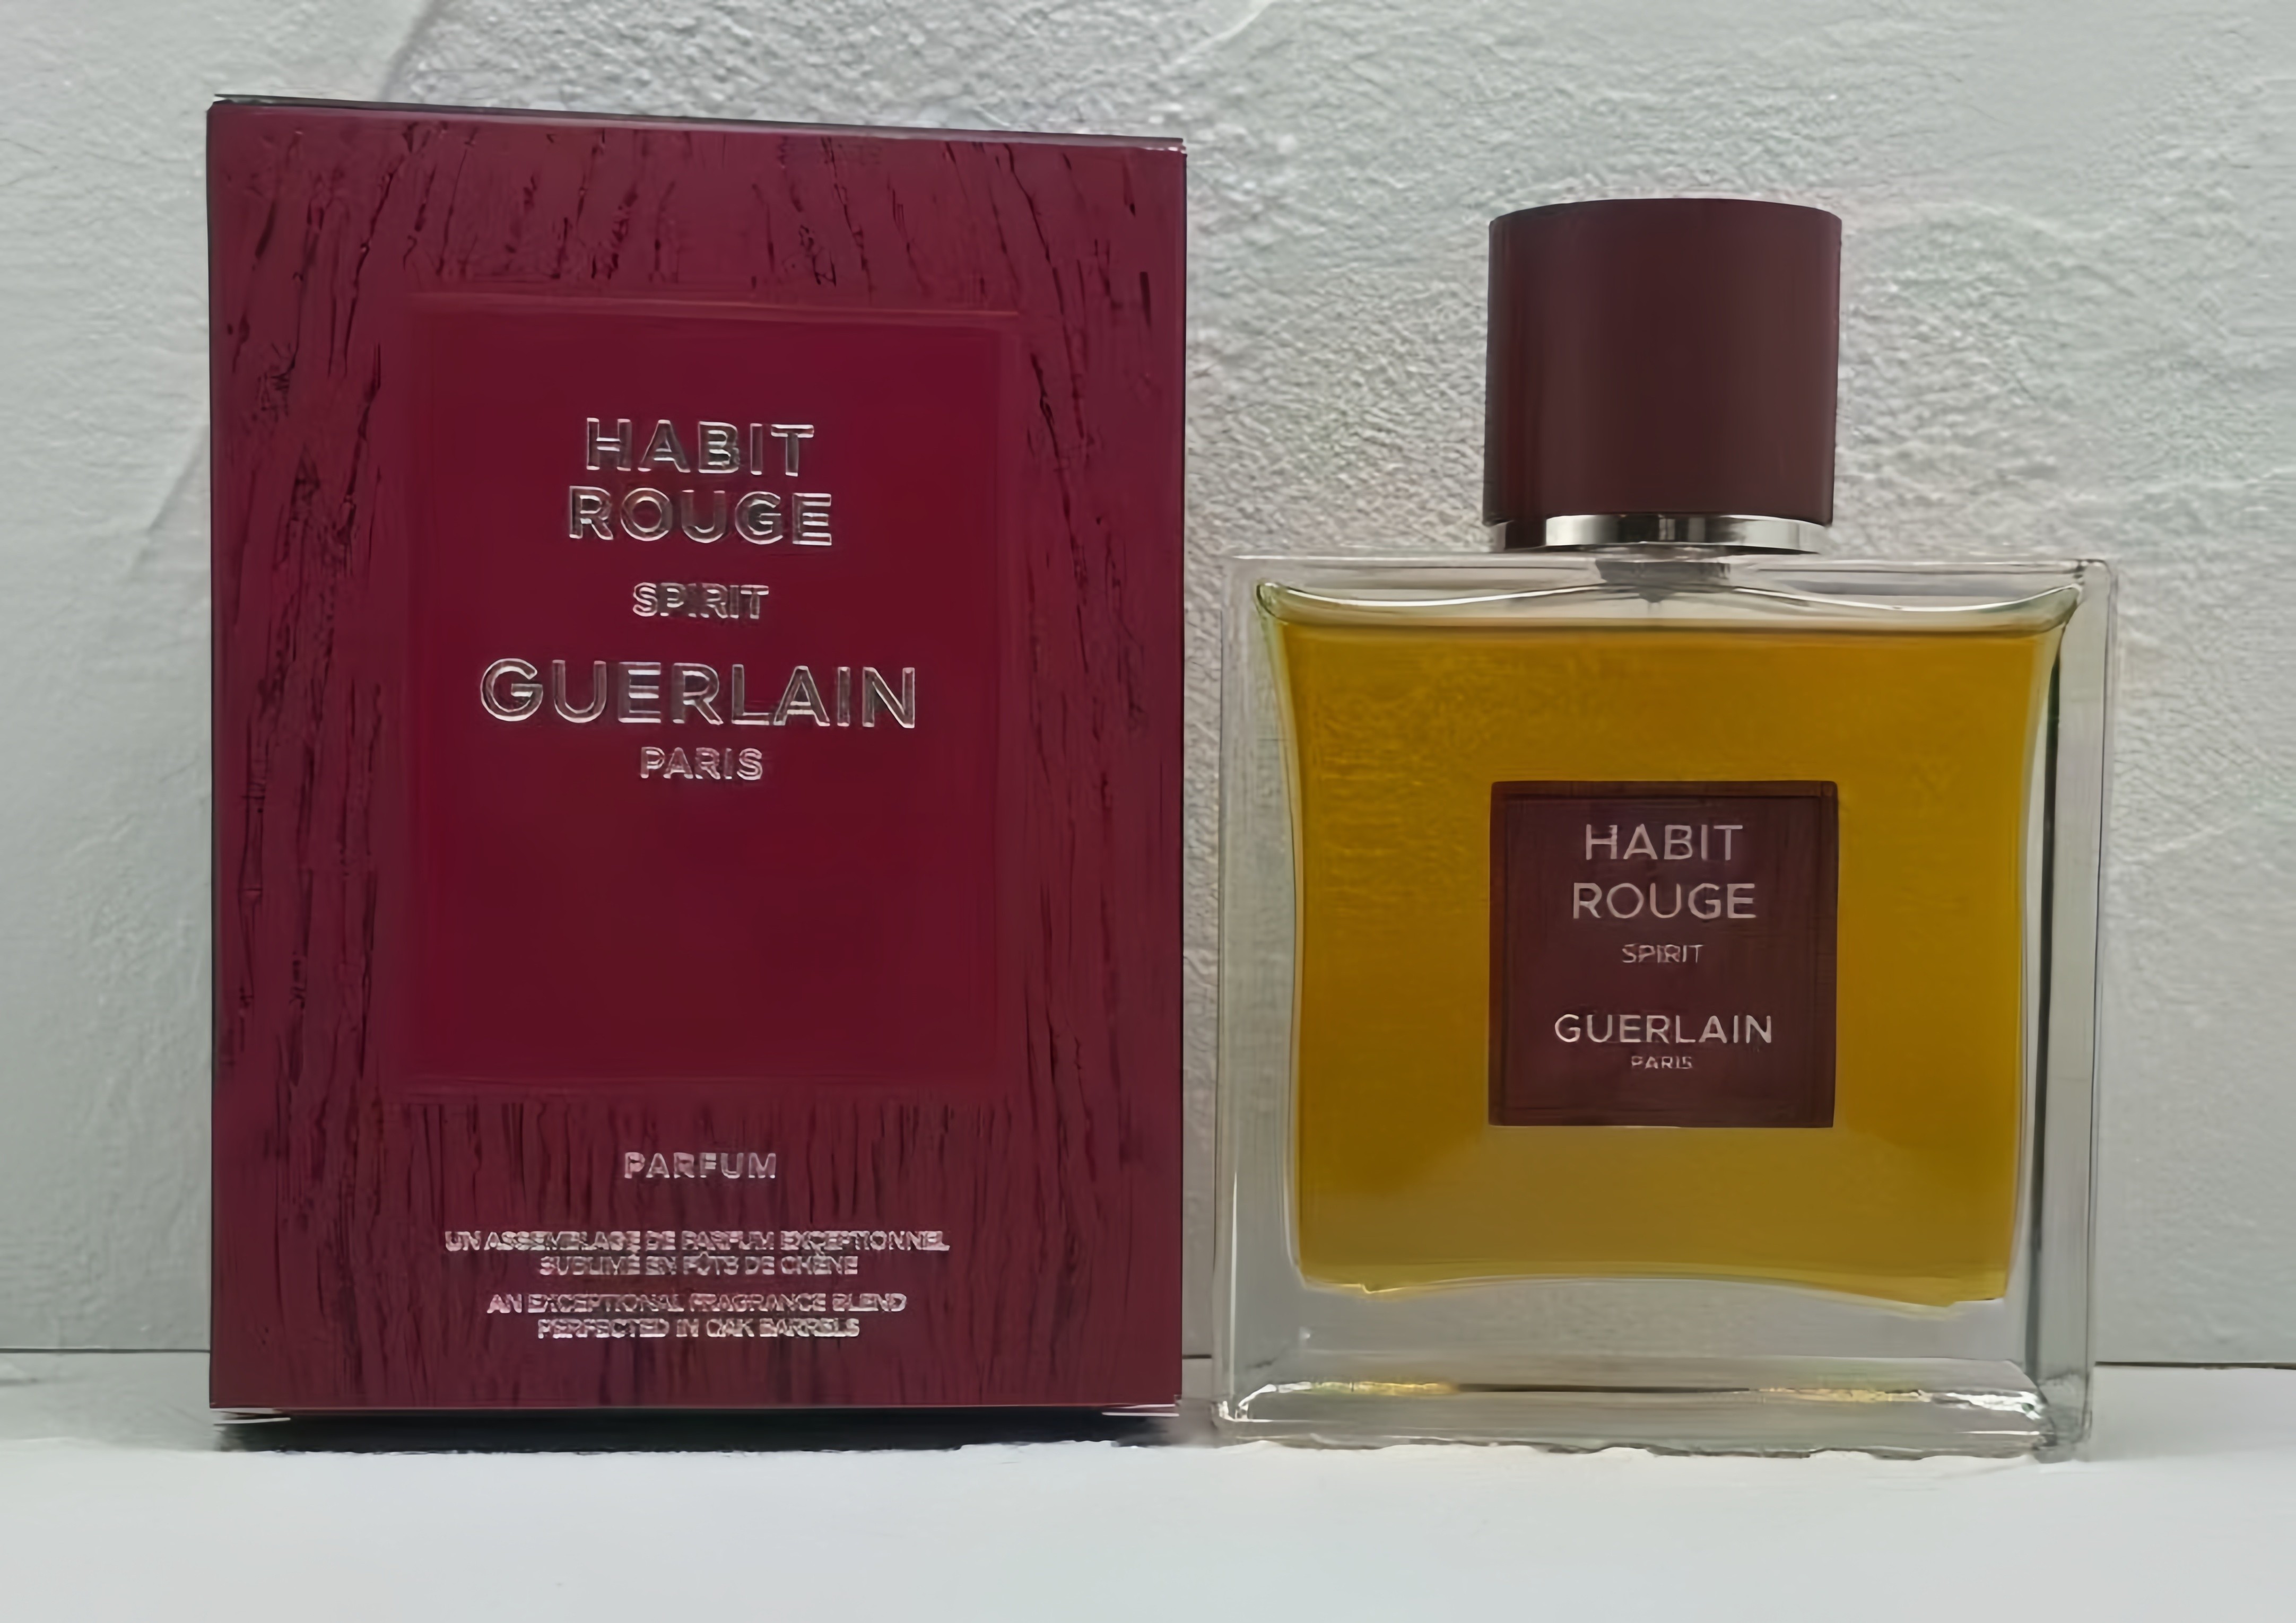 HABIT
ROUGE
SPIRIT
GUERLAIN
PARIS
PARFUM
UN ASSEMBLAGE DE PARFUM EXCEPTIONNEL
SUBLIMÉ EN FÛTS DE CHÊNE
AN EXCEPTIONAL FRAGRANCE BLEND
PERFECTED IN OAK BARRELS
HABIT
ROUGE
SPIRIT
GUERLAIN
PARIS